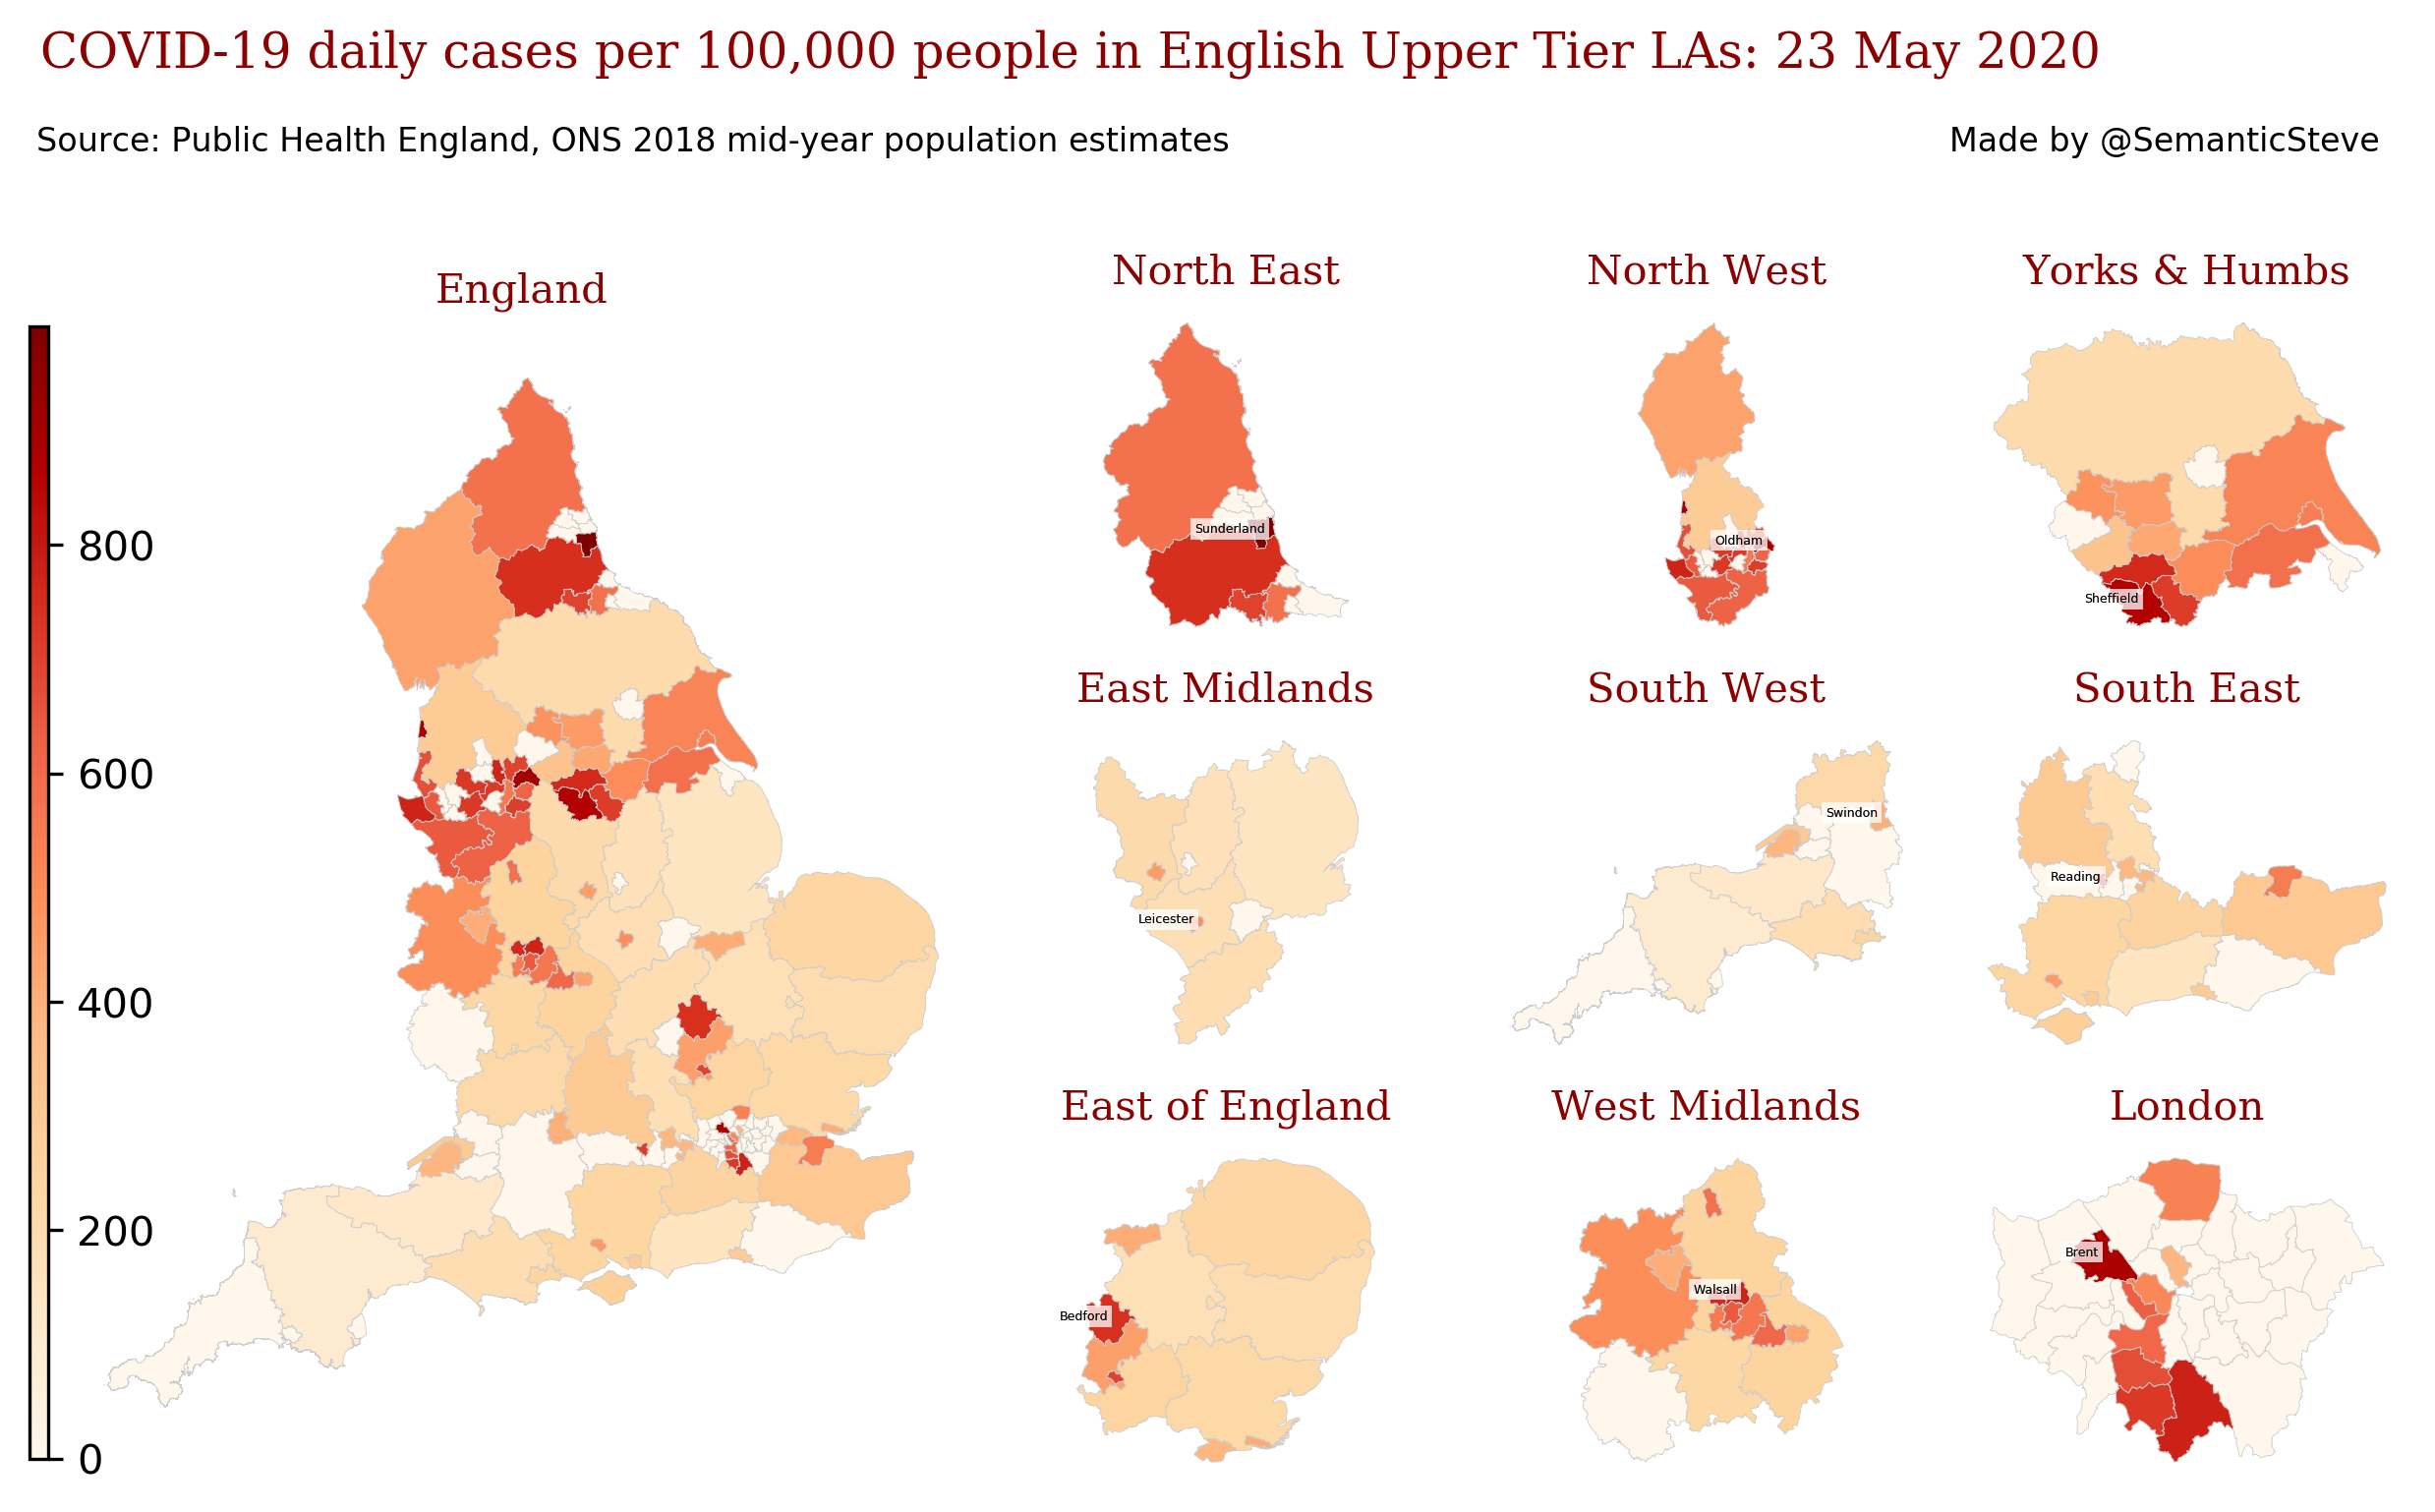 COVID-19 daily cases per 100,000 people in English Upper Tier LAs: 23 May 2020
Source: Public Health England, ONS 2018 mid-year population estimates
Made by @SemanticSteve
England
800
600
400
200
0
North East
Sunderland
North West
Oldham
Yorks & Humbs
Sheffield
East Midlands
Leicester
South West
Swindon
South East
Reading
East of England
Bedford
West Midlands
Walsall
London
Brent